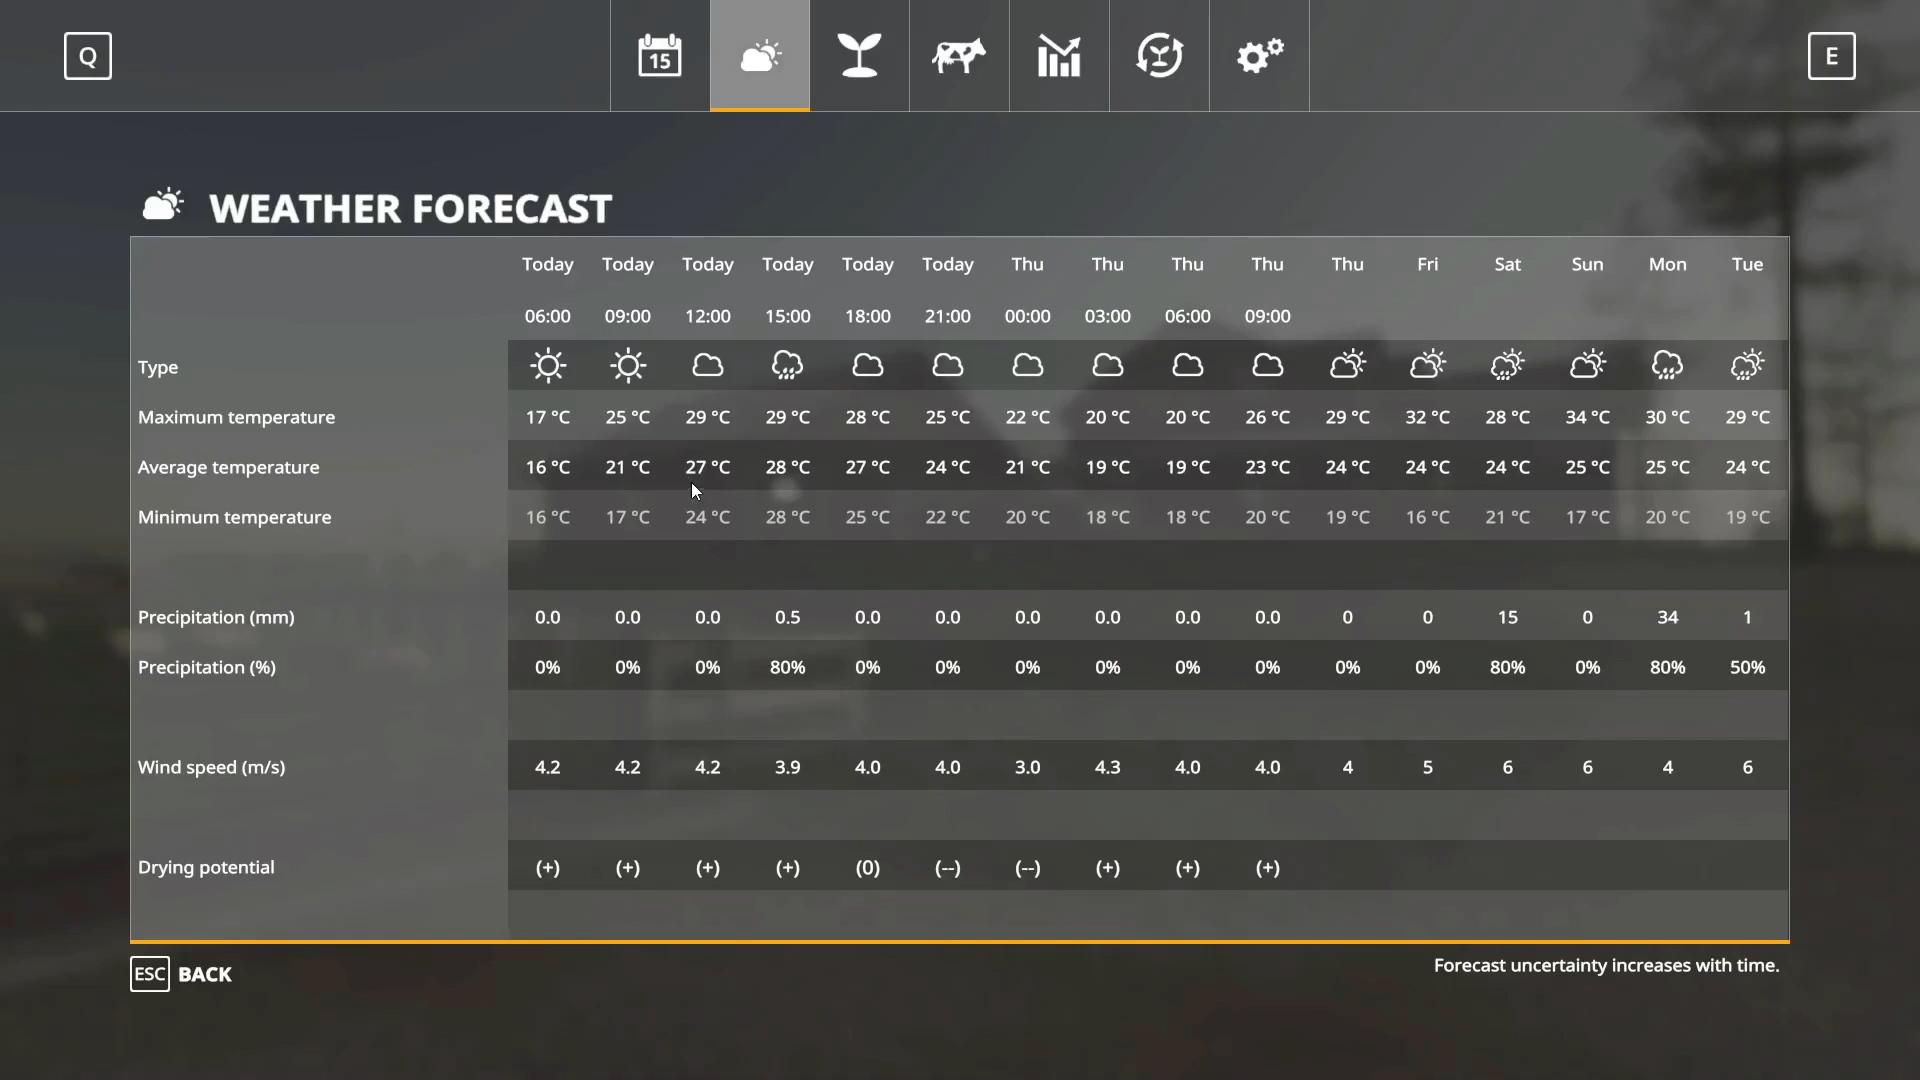 Q
15
E
WEATHER FORECAST
Today Today Today Today Today Today Thu Thu Thu Thu Thu Fri Sat Sun Mon Tue
06:00 09:00 12:00 15:00 18:00 21:00 00:00 03:00 06:00 09:00
Type
Maximum temperature 17 °C 25 °C 29 °C 29 °C 28 °C 25 °C 22 °C 20 °C 20 °C 26 °C 29 °C 32 °C 28 °C 34 °C 30 °C 29 °C
Average temperature 16 °C 21 °C 27 °C 28 °C 27 °C 24 °C 21 °C 19 °C 19 °C 23 °C 24 °C 24 °C 24 °C 25 °C 25 °C 24 °C
Minimum temperature 16 °C 17 °C 24 °C 28 °C 25 °C 22 °C 20 °C 18 °C 18 °C 20 °C 19 °C 16 °C 21 °C 17 °C 20 °C 19 °C
Precipitation (mm) 0.0 0.0 0.0 0.5 0.0 0.0 0.0 0.0 0.0 0.0 0 0 15 0 34 1
Precipitation (%) 0% 0% 0% 80% 0% 0% 0% 0% 0% 0% 0% 0% 80% 0% 80% 50%
Wind speed (m/s) 4.2 4.2 4.2 3.9 4.0 4.0 3.0 4.3 4.0 4.0 4 5 6 6 4 6
Drying potential (+) (+) (+) (+) (0) (--) (--) (+) (+) (+)
ESC BACK
Forecast uncertainty increases with time.